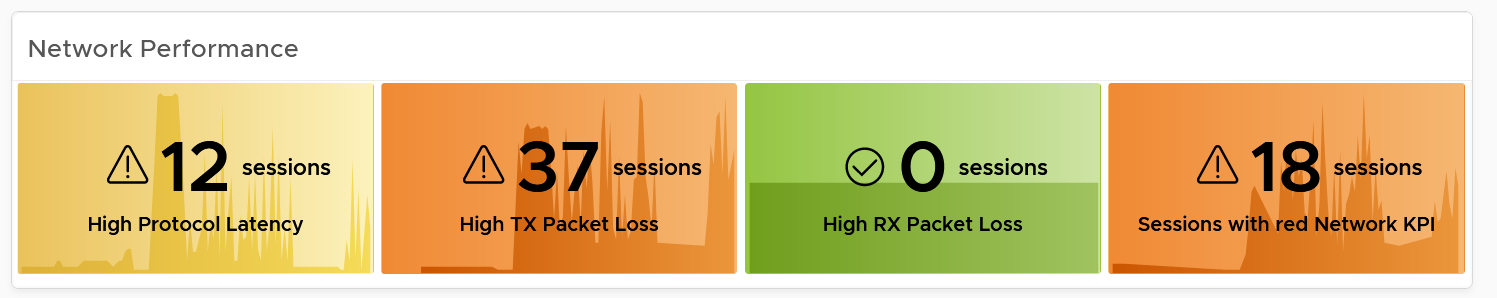 Network Performance
12 sessions
High Protocol Latency
37 sessions
High TX Packet Loss
0 sessions
High RX Packet Loss
18 sessions
Sessions with red Network KPI